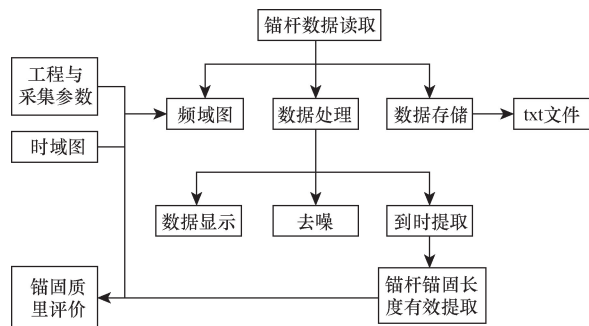 锚杆数据读取
工程与
采集参数
频域图
数据处理
数据存储
txt文件
时域图
数据显示
去噪
到时提取
锚固质
里评价
锚杆锚固长
度有效提取